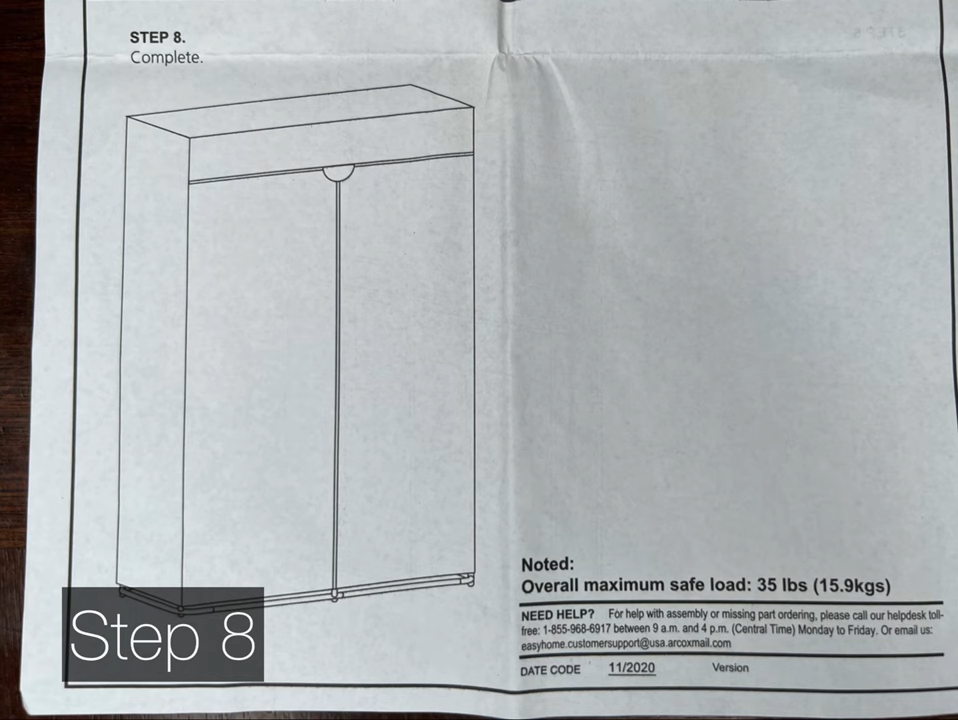 STEP 8.
Complete.
Noted:
Overall maximum safe load: 35 lbs (15.9kgs)
NEED HELP? For help with assembly or missing part ordering, please call our helpdesk toll-
free: 1-855-968-6917 between 9 a.m. and 4 p.m. (Central Time) Monday to Friday. Or email us:
easyhome.customersupport@usa.arcoxmail.com
DATE CODE 11/2020 Version
Step 8